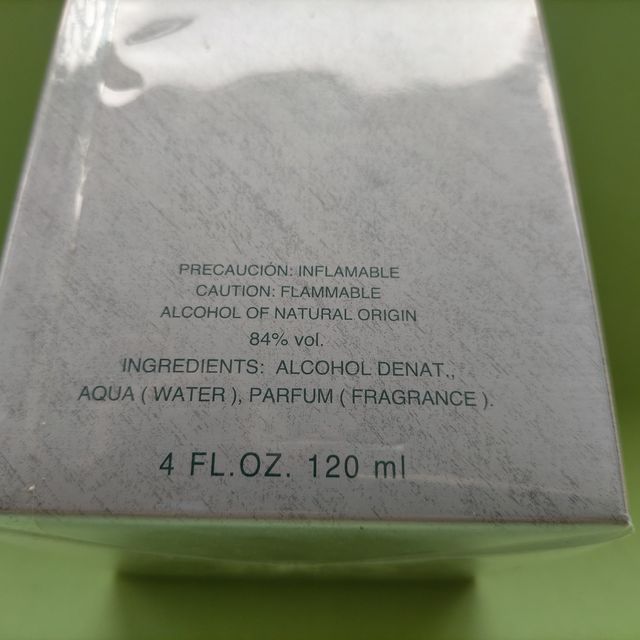 PRECAUCIÓN: INFLAMABLE
CAUTION: FLAMMABLE
ALCOHOL OF NATURAL ORIGIN
84% vol.
INGREDIENTS: ALCOHOL DENAT.,
AQUA ( WATER ), PARFUM ( FRAGRANCE ).
4 FL.OZ. 120 ml